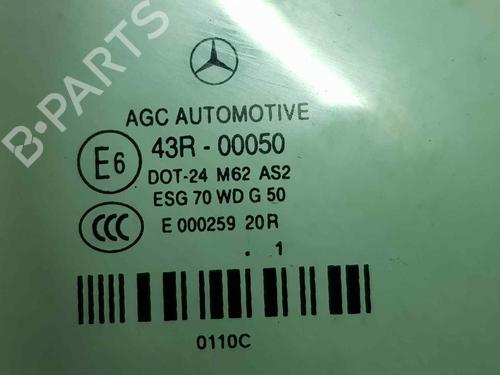 AGC AUTOMOTIVE
E6 43R - 00050
DOT-24 M62 AS2
ESG 70 WD G 50
CCC E 000259 20R
. 1
0110C
B-PARTS